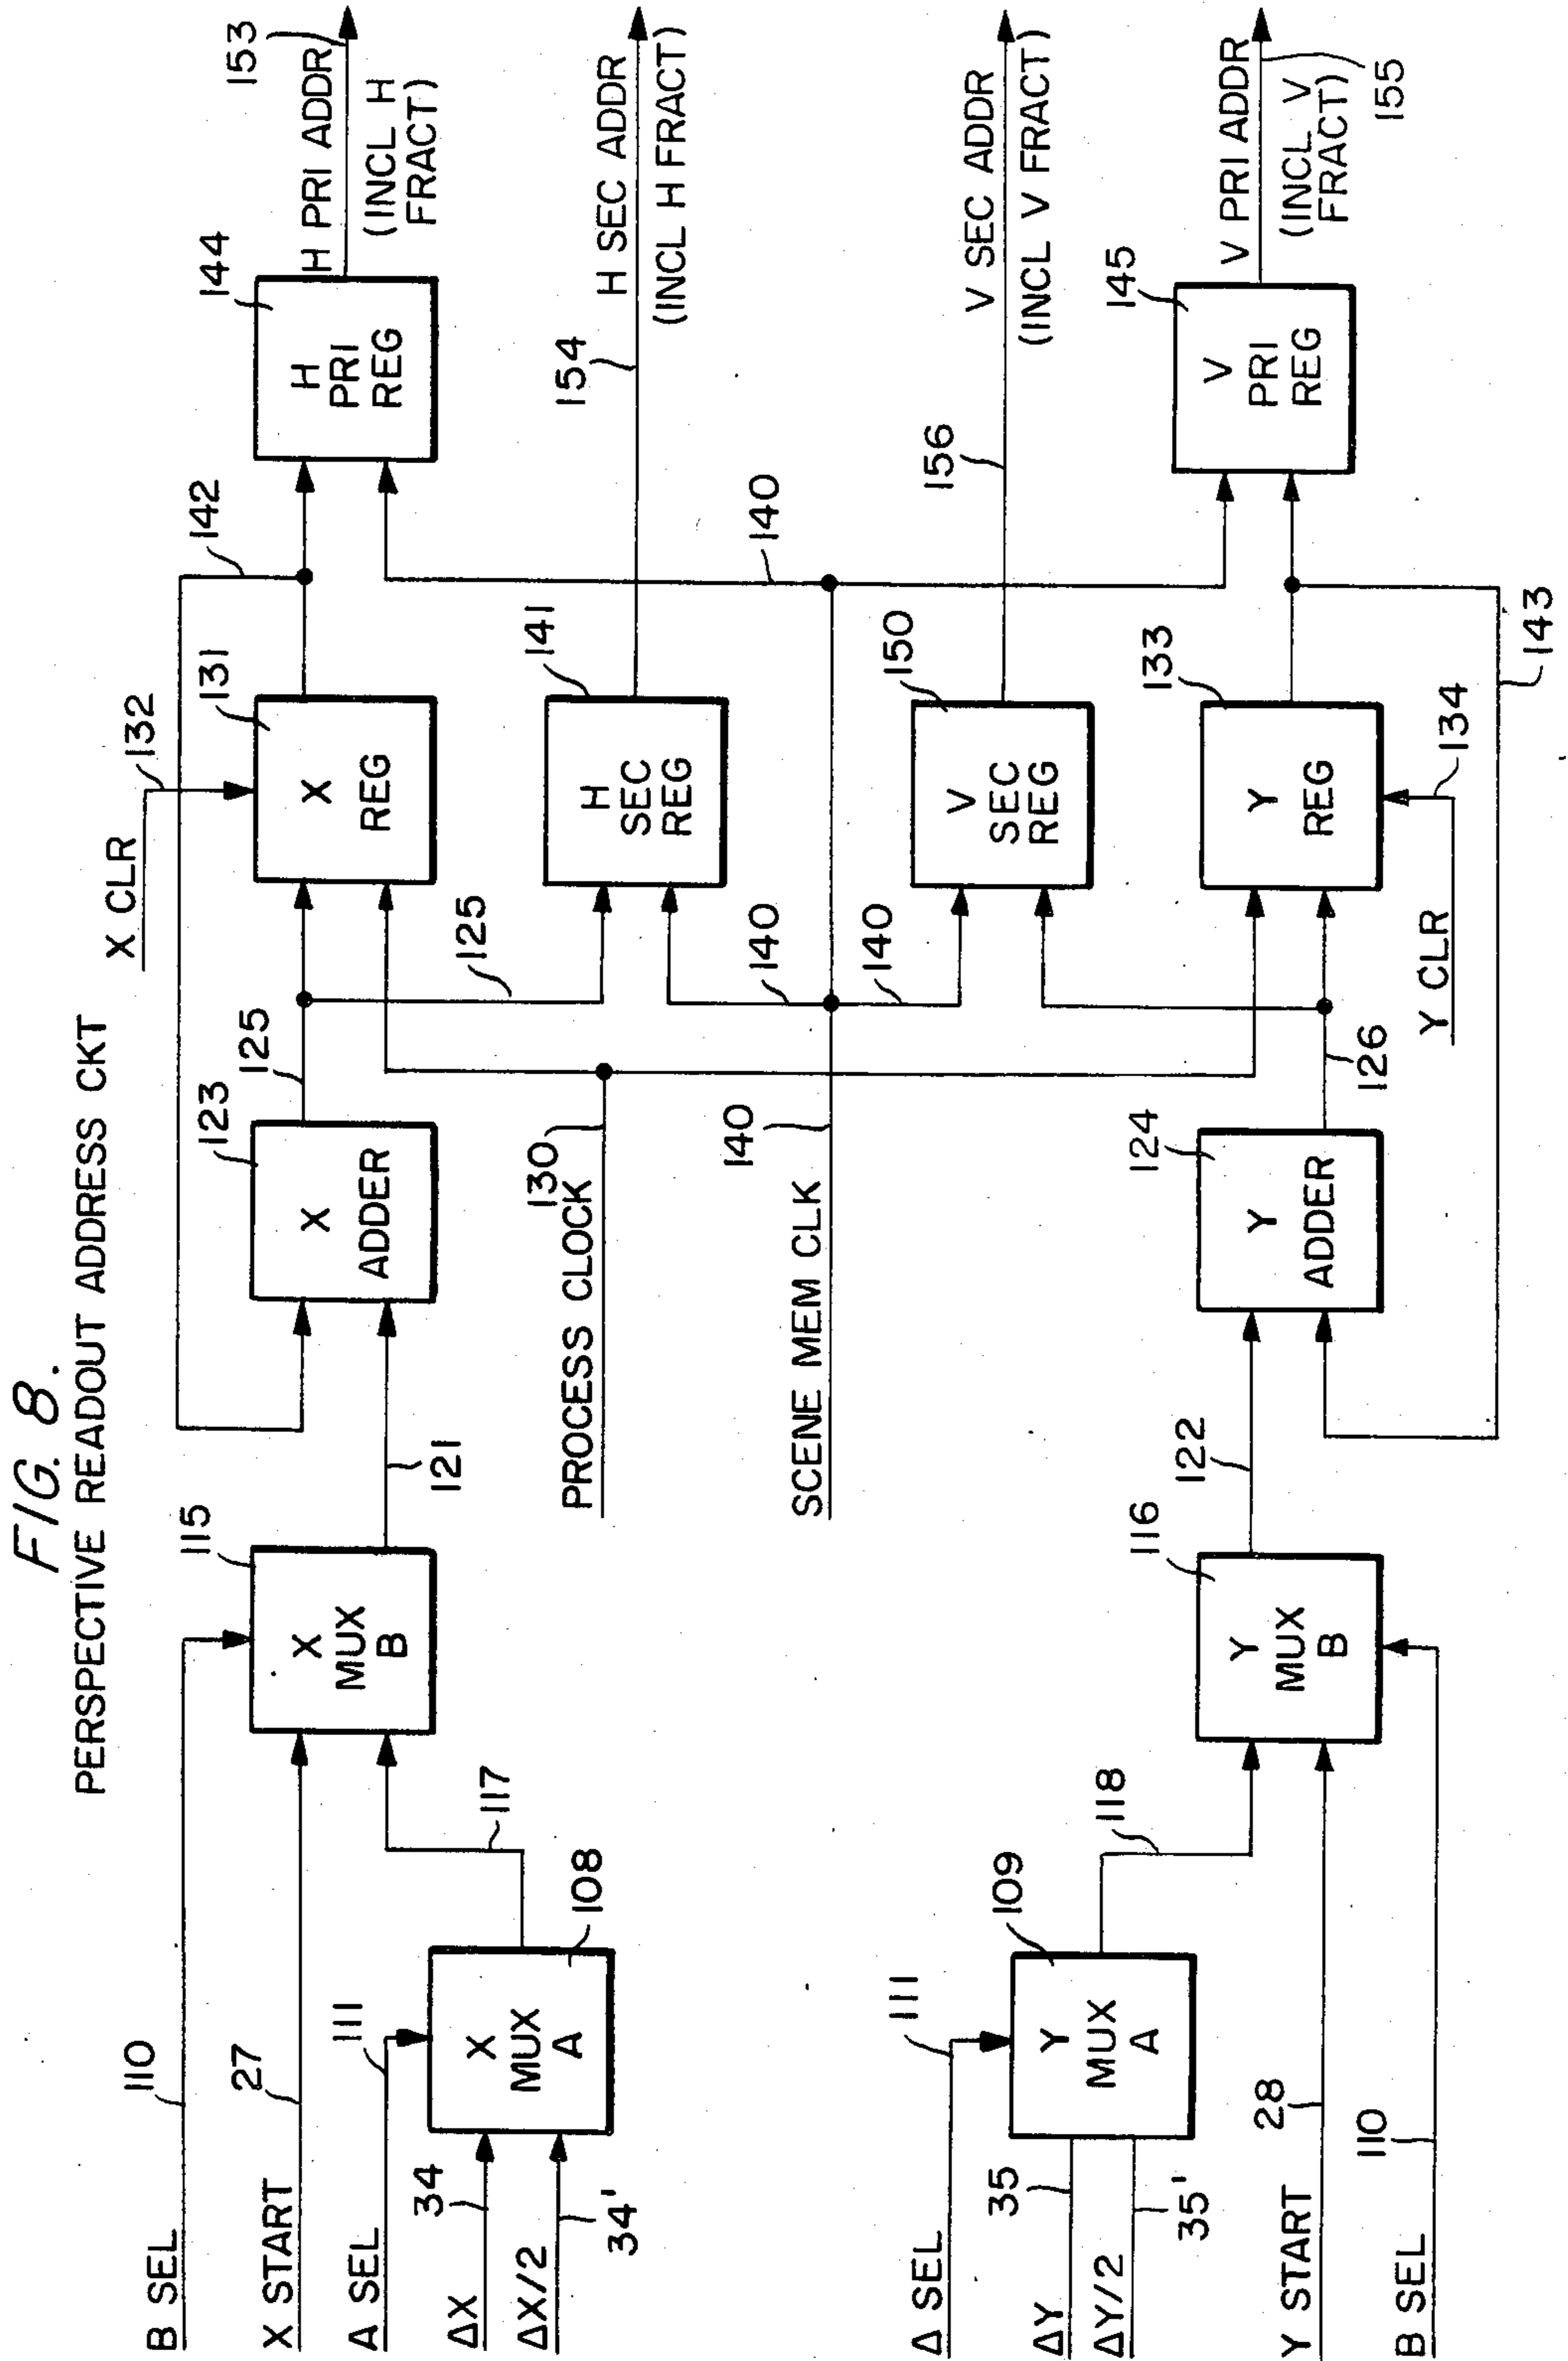 FIG. 8.
PERSPECTIVE READOUT ADDRESS CKT
B SEL
110
X START
27
A SEL
111
ΔX
34
ΔX/2
34'
X
MUX
A
108
117
X
MUX
B
115
121
X
ADDER
123
125
125
X CLR
132
X
REG
131
142
H
PRI
REG
144
H PRI ADDR
153
(INCL H
FRACT)
PROCESS CLOCK
130
H
SEC
REG
141
154
H SEC ADDR
(INCL H FRACT)
SCENE MEM CLK
140
140
140
140
V
SEC
REG
150
156
V SEC ADDR
(INCL V FRACT)
Δ SEL
111
ΔY
35
ΔY/2
35'
Y
MUX
A
109
118
Y START
28
B SEL
110
Y
MUX
B
116
122
Y
ADDER
124
126
Y CLR
134
Y
REG
133
143
V
PRI
REG
145
V PRI ADDR
(INCL V
FRACT)
155